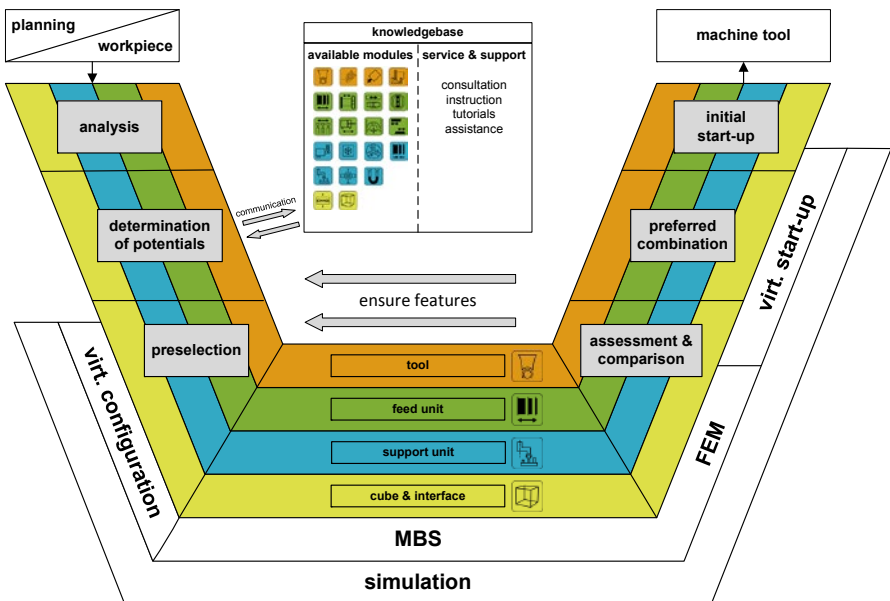 planning
workpiece
knowledgebase
available modules
service & support
consultation
instruction
tutorials
assistance
machine tool
analysis
determination
of potentials
preselection
communication
ensure features
initial
start-up
preferred
combination
assessment &
comparison
tool
feed unit
support unit
cube & interface
virt. configuration
MBS
FEM
virt. start-up
simulation